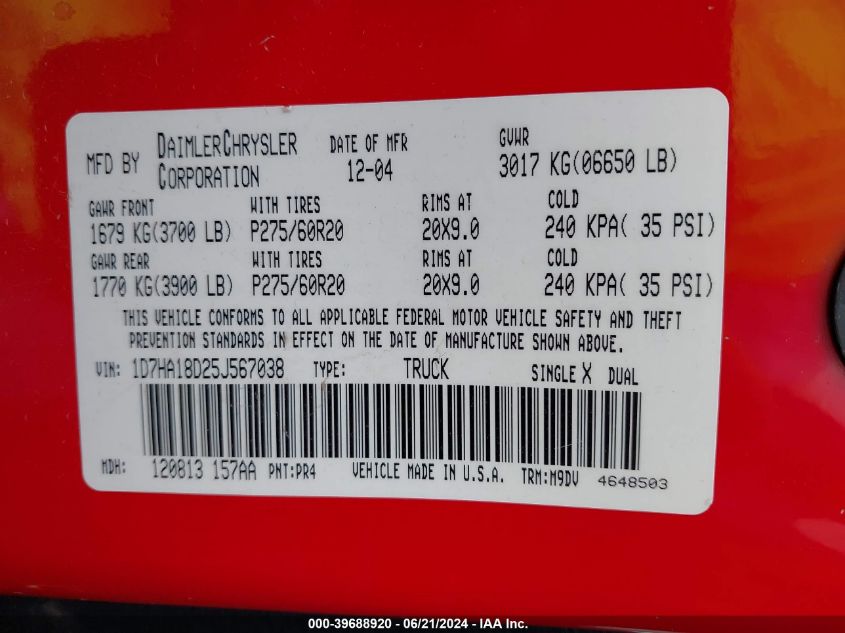 MFD BY DAIMLERCHRYSLER CORPORATION DATE OF MFR 12-04 GVWR 3017 KG(06650 LB)
GAWR FRONT WITH TIRES RIMS AT COLD
1679 KG(3700 LB) P275/60R20 20X9.0 240 KPA( 35 PSI)
GAWR REAR WITH TIRES RIMS AT COLD
1770 KG(3900 LB) P275/60R20 20X9.0 240 KPA( 35 PSI)
THIS VEHICLE CONFORMS TO ALL APPLICABLE FEDERAL MOTOR VEHICLE SAFETY AND THEFT
PREVENTION STANDARDS IN EFFECT ON THE DATE OF MANUFACTURE SHOWN ABOVE.
VIN: 1D7HA18D25J567038 TYPE: TRUCK SINGLE X DUAL
MDH: 120813 157AA PNT:PR4 VEHICLE MADE IN U.S.A. TRM:M9DV 4648503
000-39688920 - 06/21/2024 - IAA Inc.